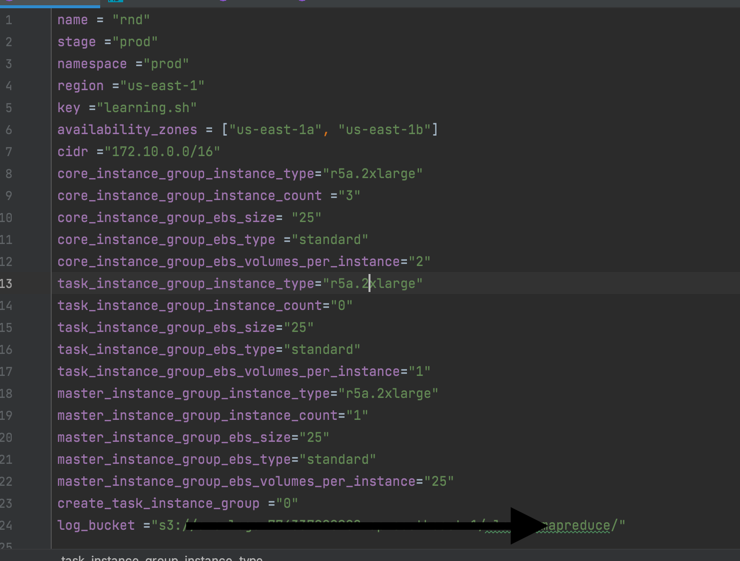 1 name = "rnd"
2 stage ="prod"
3 namespace ="prod"
4 region ="us-east-1"
5 key ="learning.sh"
6 availability_zones = ["us-east-1a", "us-east-1b"]
7 cidr ="172.10.0.0/16"
8 core_instance_group_instance_type="r5a.2xlarge"
9 core_instance_group_instance_count ="3"
10 core_instance_group_ebs_size= "25"
11 core_instance_group_ebs_type ="standard"
12 core_instance_group_ebs_volumes_per_instance="2"
13 task_instance_group_instance_type="r5a.2xlarge"
14 task_instance_group_instance_count="0"
15 task_instance_group_ebs_size="25"
16 task_instance_group_ebs_type="standard"
17 task_instance_group_ebs_volumes_per_instance="1"
18 master_instance_group_instance_type="r5a.2xlarge"
19 master_instance_group_instance_count="1"
20 master_instance_group_ebs_size="25"
21 master_instance_group_ebs_type="standard"
22 master_instance_group_ebs_volumes_per_instance="25"
23 create_task_instance_group ="0"
24 log_bucket ="s3:// mapreduce/"
25
task_instance_group_instance_type